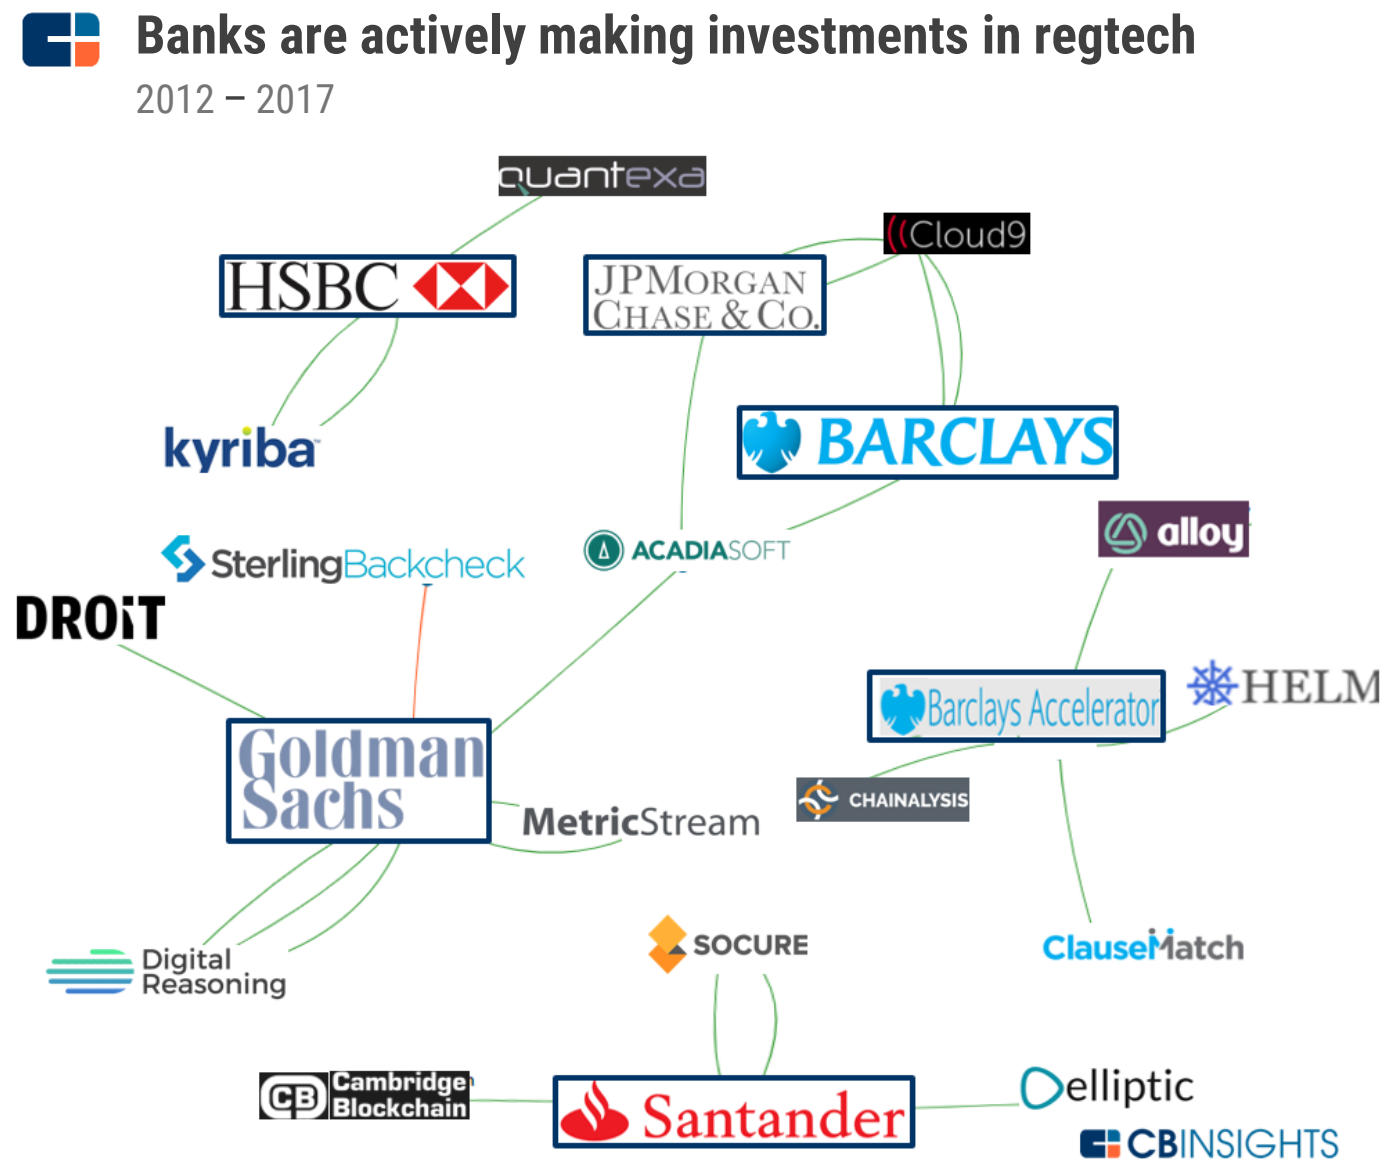 Banks are actively making investments in regtech
2012 – 2017
quantexa
Cloud9
HSBC
JPMORGAN
CHASE & CO.
BARCLAYS
kyriba
alloy
SterlingBackcheck
ACADIASOFT
DROiT
HELM
Barclays Accelerator
Goldman
Sachs
CHAINALYSIS
MetricStream
SOCURE
ClauseMatch
Digital
Reasoning
CB
Cambridge
Blockchain
Santander
elliptic
CBINSIGHTS